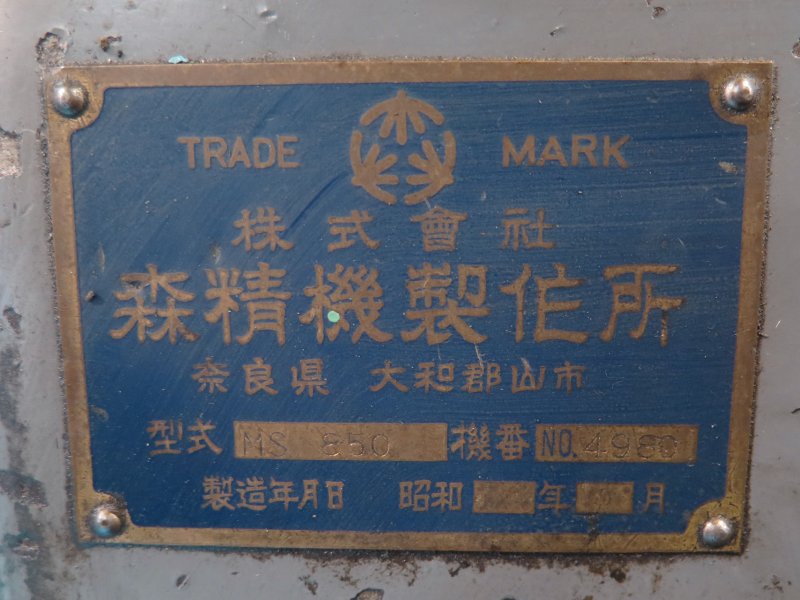 TRADE MARK
株式會社
森精機製作所
奈良県 大和郡山市
型式 MS 850 機番 NO. 4980
製造年月日 昭和 年 月